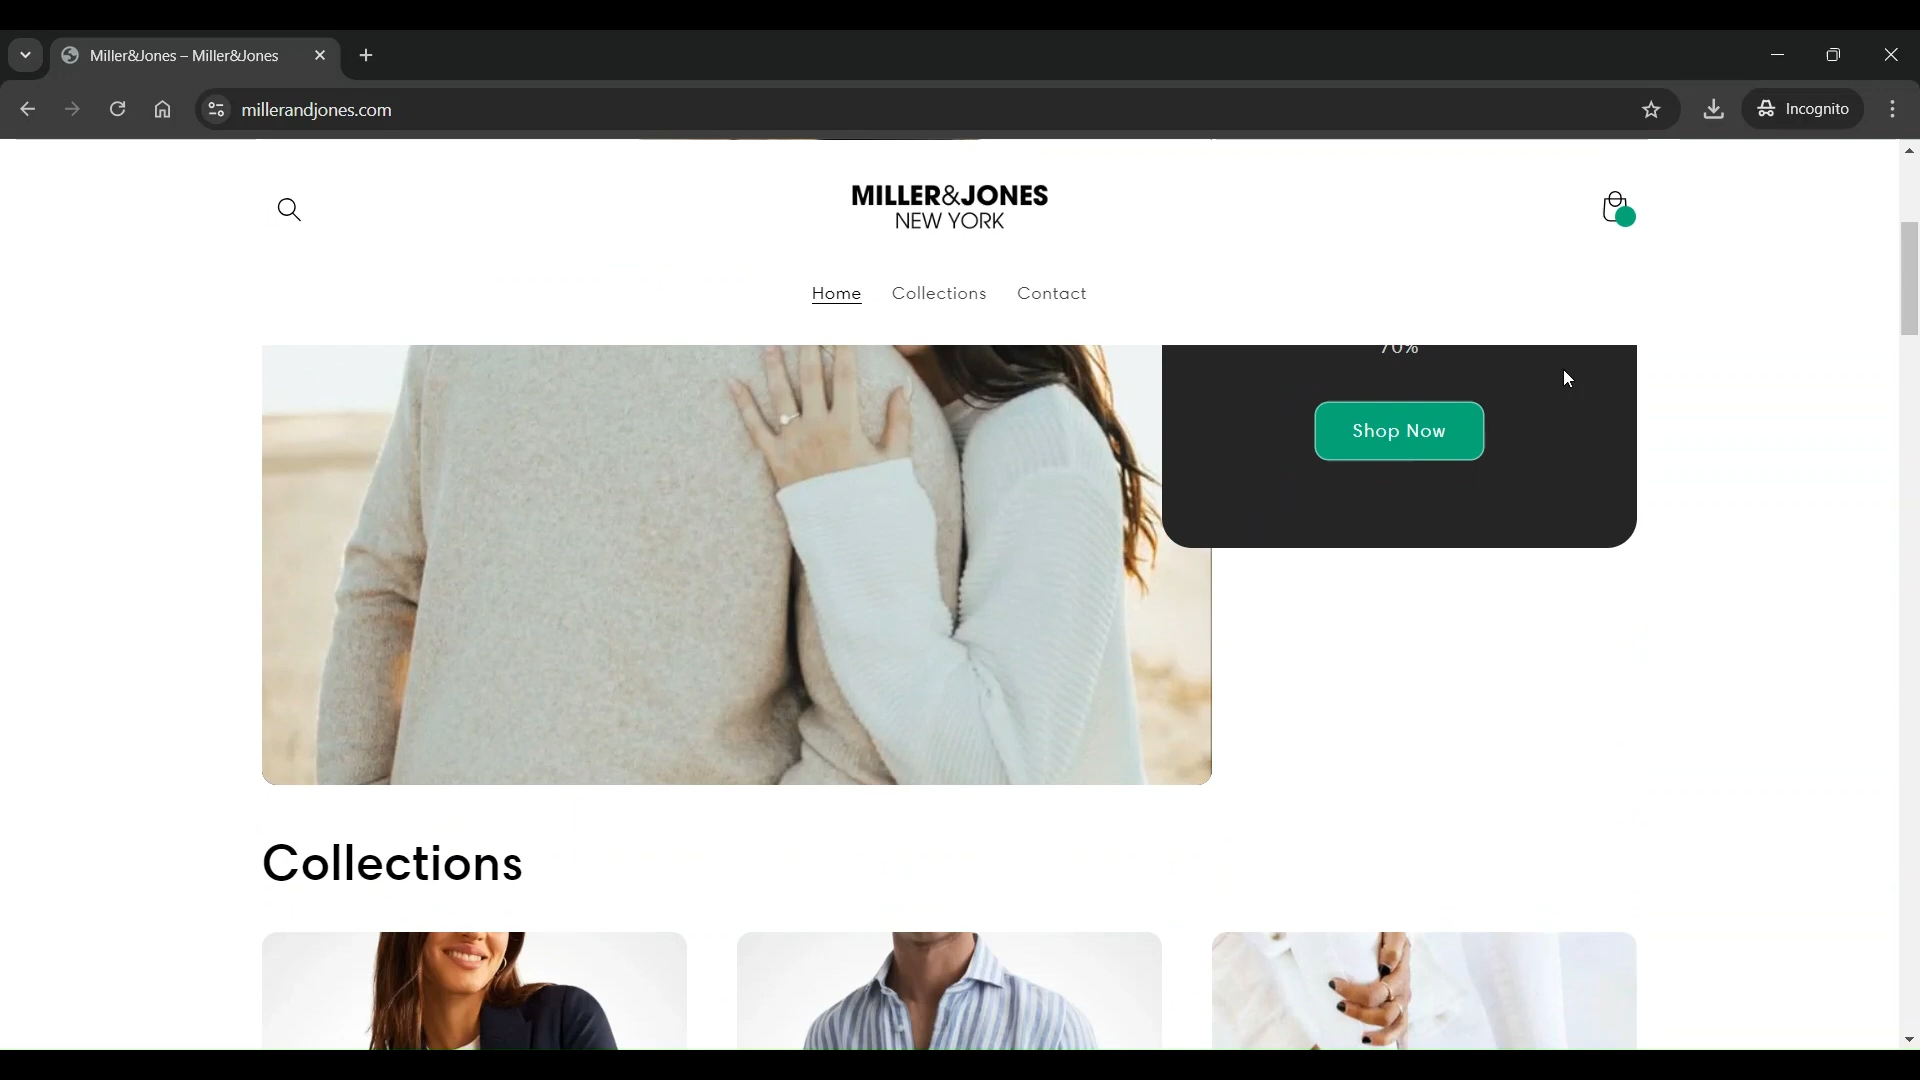 Miller&Jones – Miller&Jones
millerandjones.com
Incognito
MILLER&JONES
NEW YORK
Home
Collections
Contact
70%
Shop Now
Collections